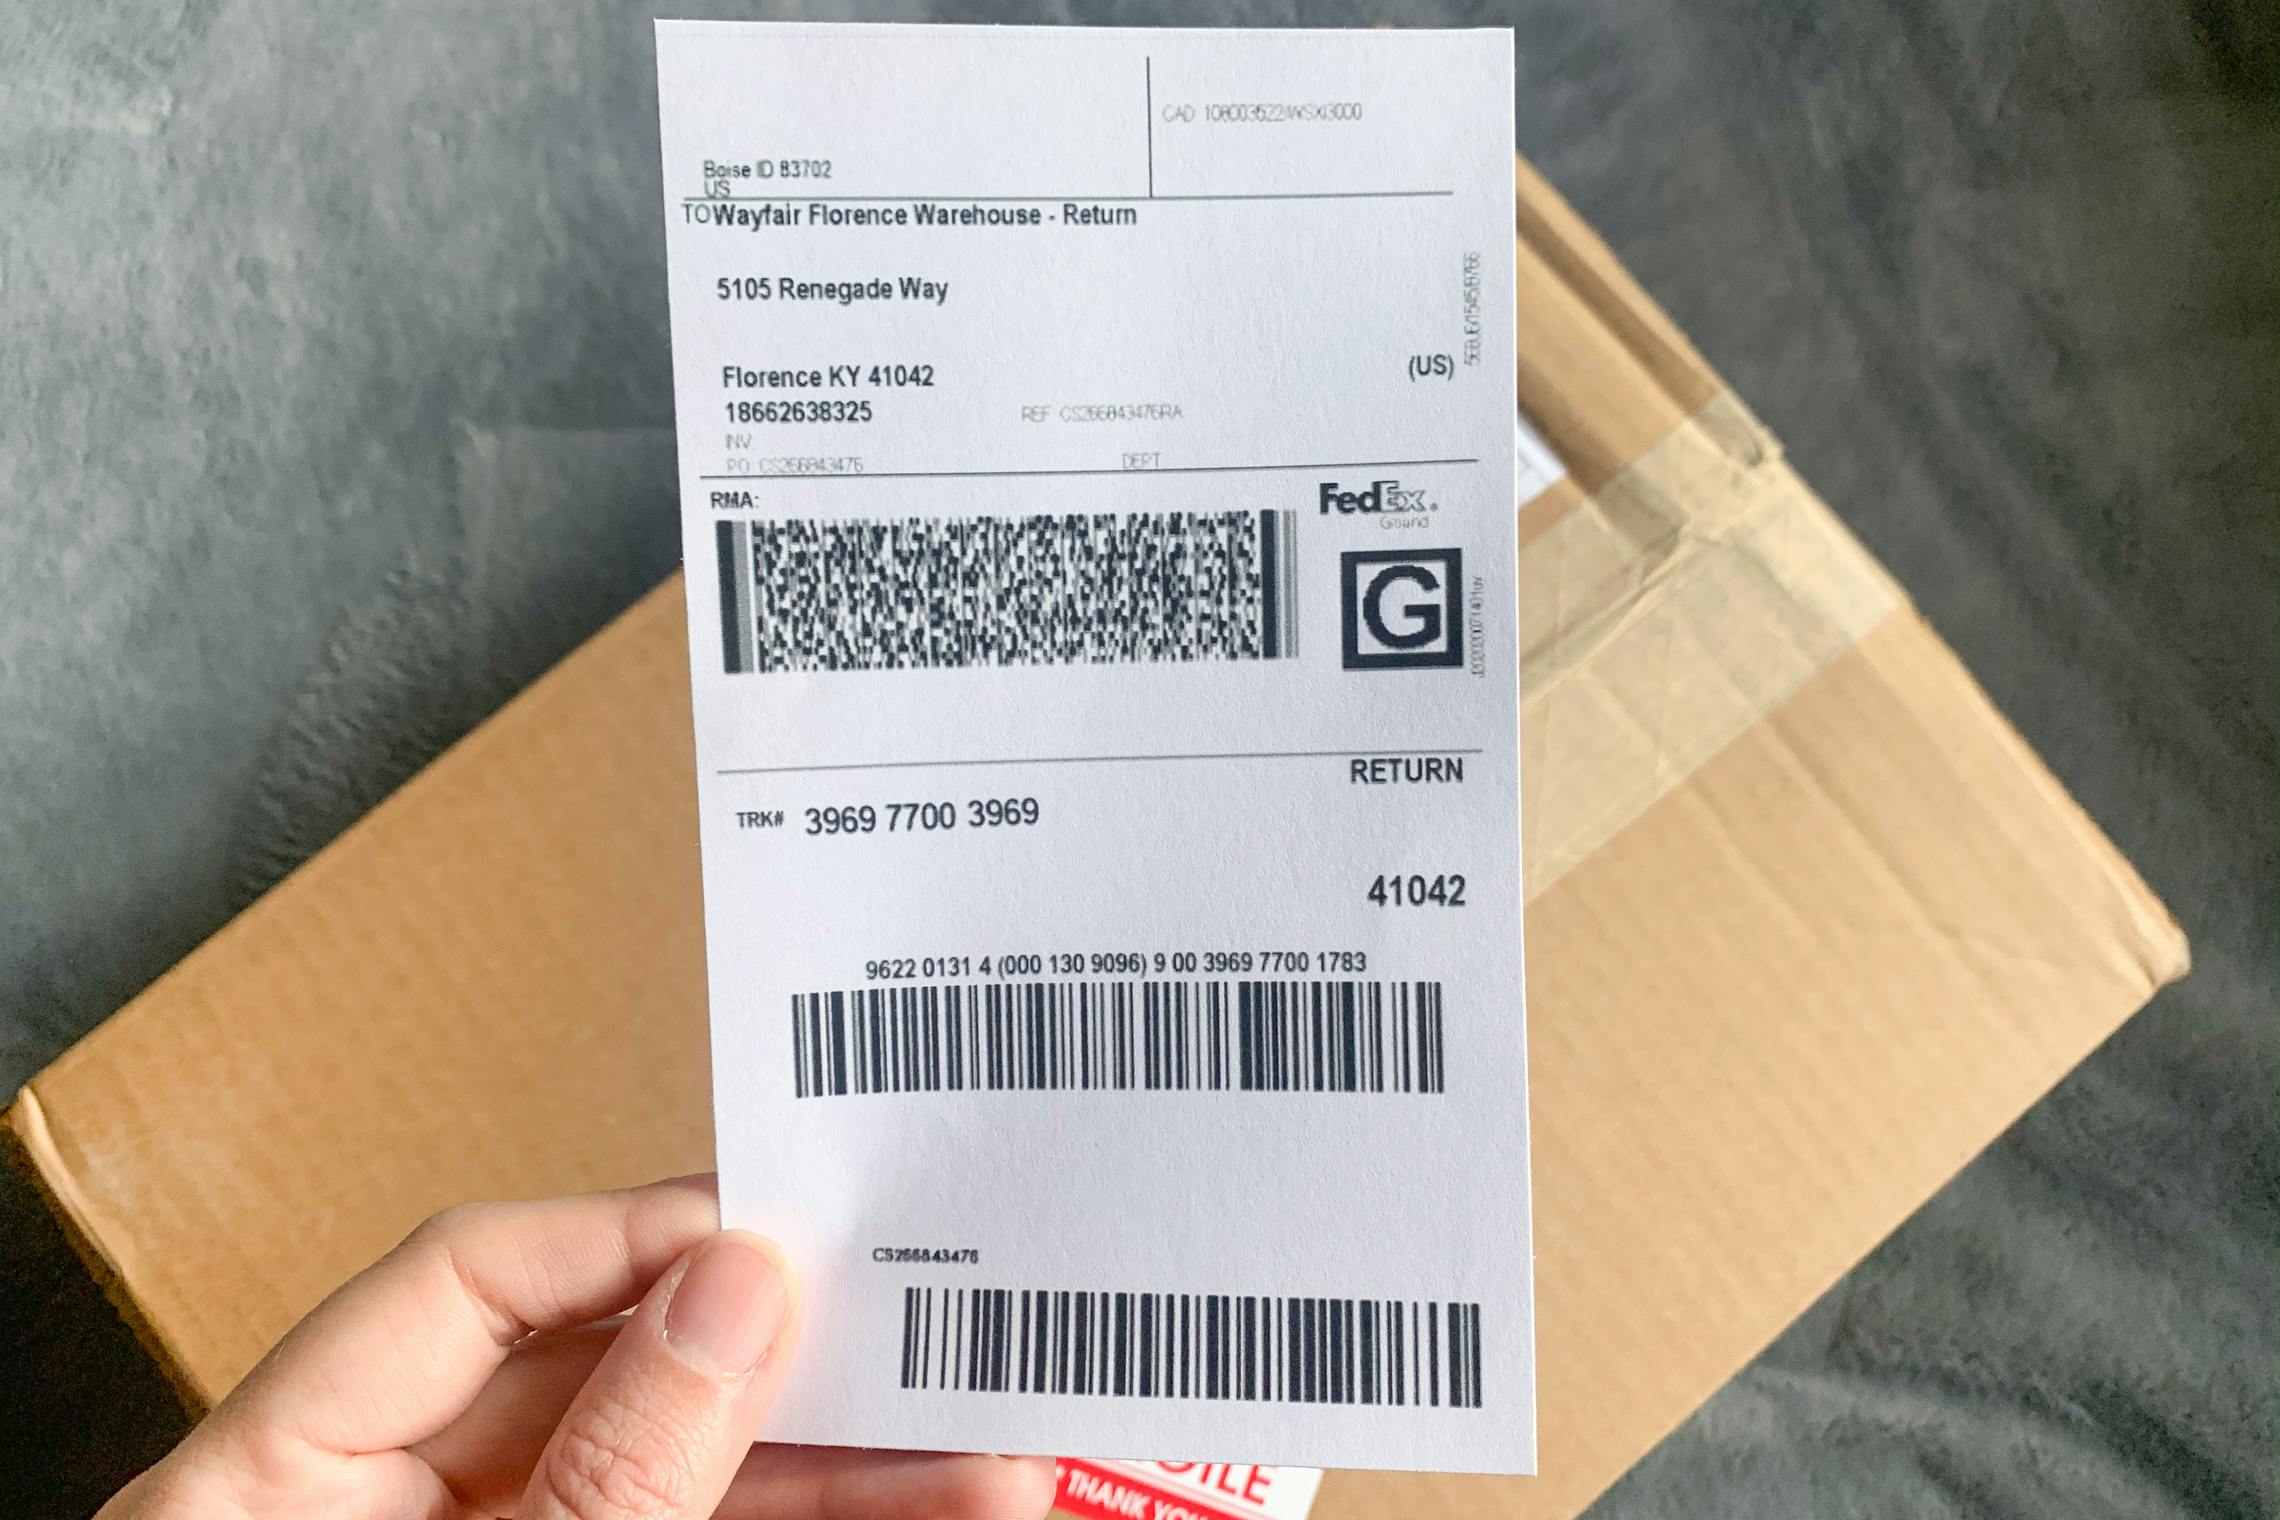 CAD
Boise ID 83702
US
TO Wayfair Florence Warehouse - Return
5105 Renegade Way
Florence KY 41042
(US)
18662638325
REF CS266843476RA
INV
PO CS266843476
DEPT
RMA:
FedEx.
Ground
G
RETURN
TRK# 3969 7700 3969
41042
9622 0131 4 (000 130 9096) 9 00 3969 7700 1783
CS266843476
THANK YOU